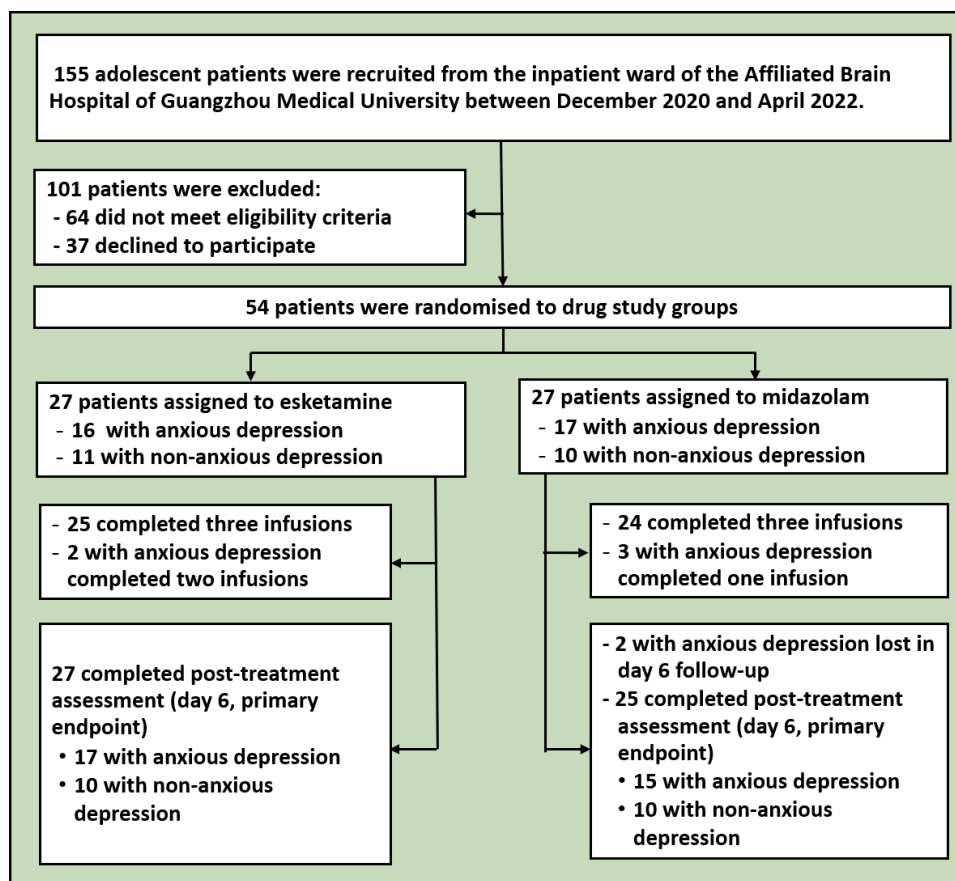 155 adolescent patients were recruited from the inpatient ward of the Affiliated Brain
Hospital of Guangzhou Medical University between December 2020 and April 2022.
101 patients were excluded:
- 64 did not meet eligibility criteria
- 37 declined to participate
54 patients were randomised to drug study groups
27 patients assigned to esketamine
- 16 with anxious depression
- 11 with non-anxious depression
27 patients assigned to midazolam
- 17 with anxious depression
- 10 with non-anxious depression
- 25 completed three infusions
- 2 with anxious depression
completed two infusions
- 24 completed three infusions
- 3 with anxious depression
completed one infusion
27 completed post-treatment
assessment (day 6, primary
endpoint)
• 17 with anxious depression
• 10 with non-anxious
depression
- 2 with anxious depression lost in
day 6 follow-up
- 25 completed post-treatment
assessment (day 6, primary
endpoint)
• 15 with anxious depression
• 10 with non-anxious
depression